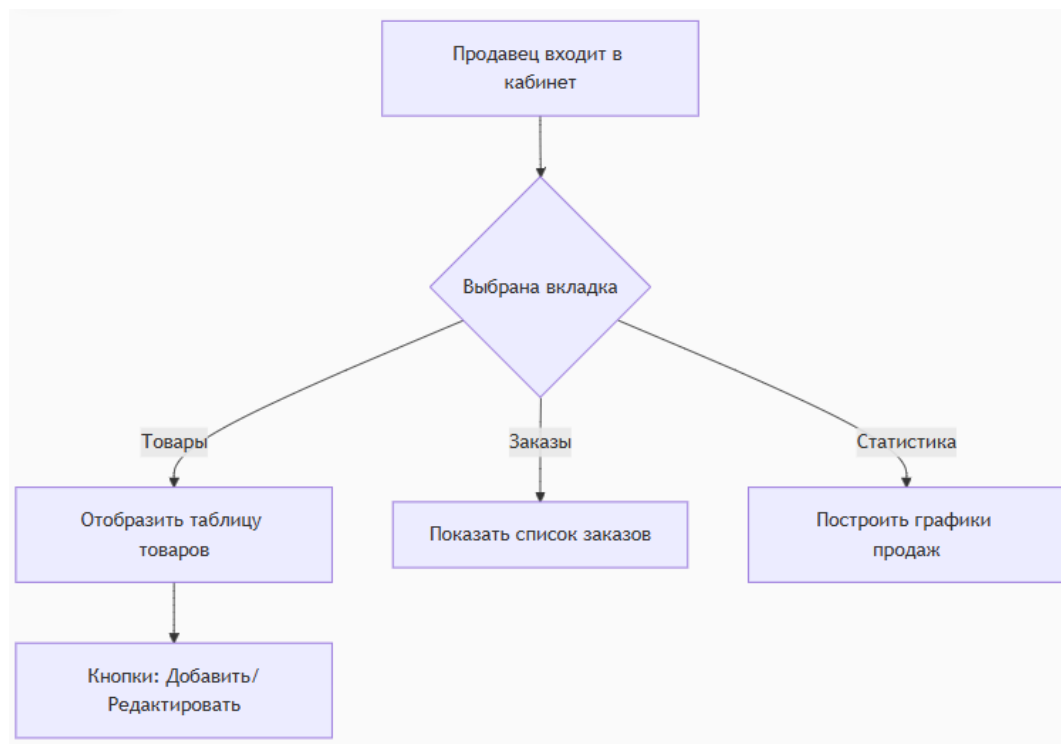 Продавец входит в
кабинет
Выбрана вкладка
Товары
Заказы
Статистика
Отобразить таблицу
товаров
Показать список заказов
Построить графики
продаж
Кнопки: Добавить/
Редактировать